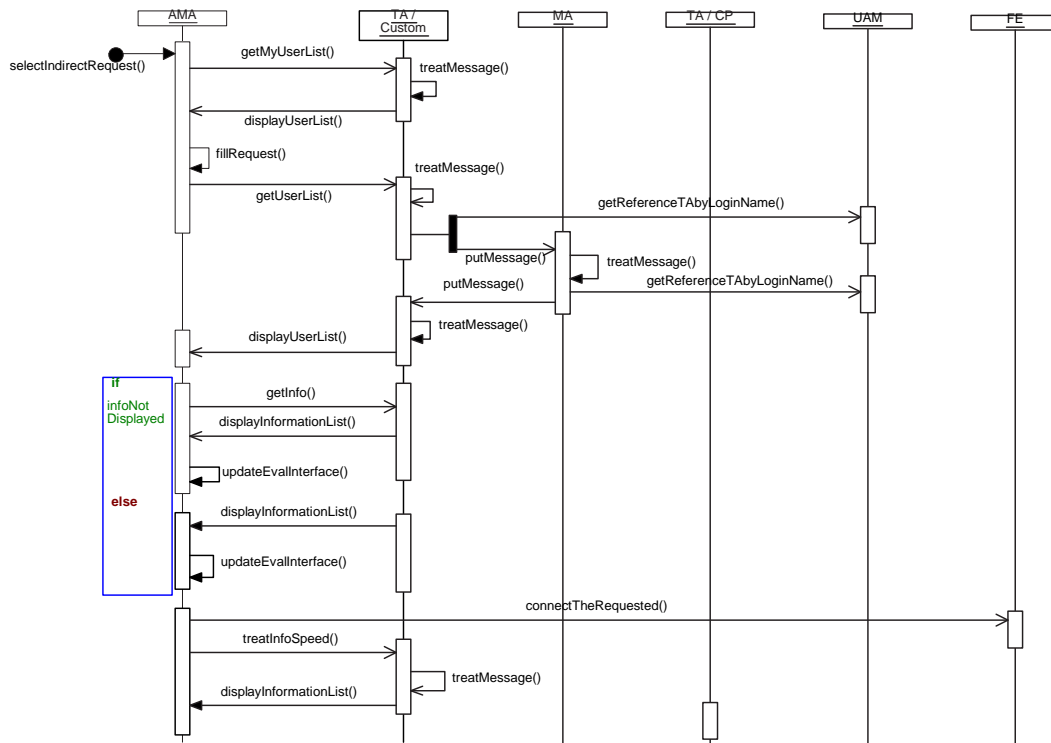 AMA
TA /
Custom
MA
TA / CP
UAM
FE
selectIndirectRequest()
getMyUserList()
treatMessage()
displayUserList()
fillRequest()
treatMessage()
getUserList()
getReferenceTAbyLoginName()
putMessage()
treatMessage()
putMessage()
getReferenceTAbyLoginName()
treatMessage()
displayUserList()
if
infoNot
Displayed
getInfo()
displayInformationList()
updateEvalInterface()
else
displayInformationList()
updateEvalInterface()
connectTheRequested()
treatInfoSpeed()
treatMessage()
displayInformationList()